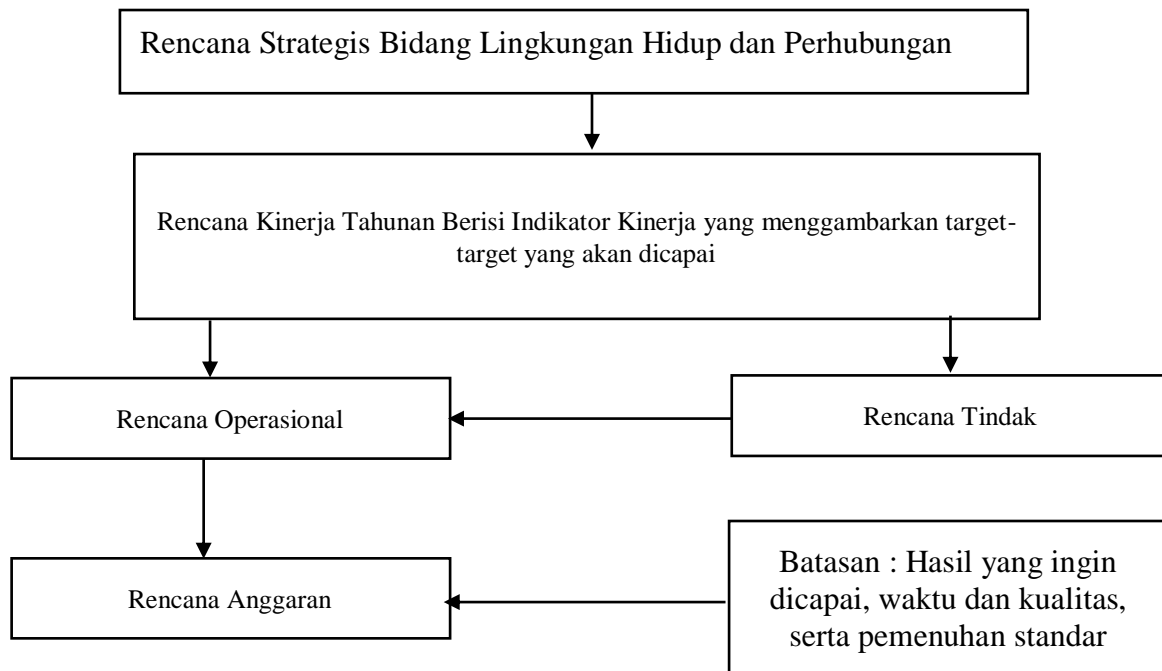 Rencana Strategis Bidang Lingkungan Hidup dan Perhubungan
Rencana Kinerja Tahunan Berisi Indikator Kinerja yang menggambarkan target-
target yang akan dicapai
Rencana Operasional
Rencana Tindak
Rencana Anggaran
Batasan : Hasil yang ingin
dicapai, waktu dan kualitas,
serta pemenuhan standar